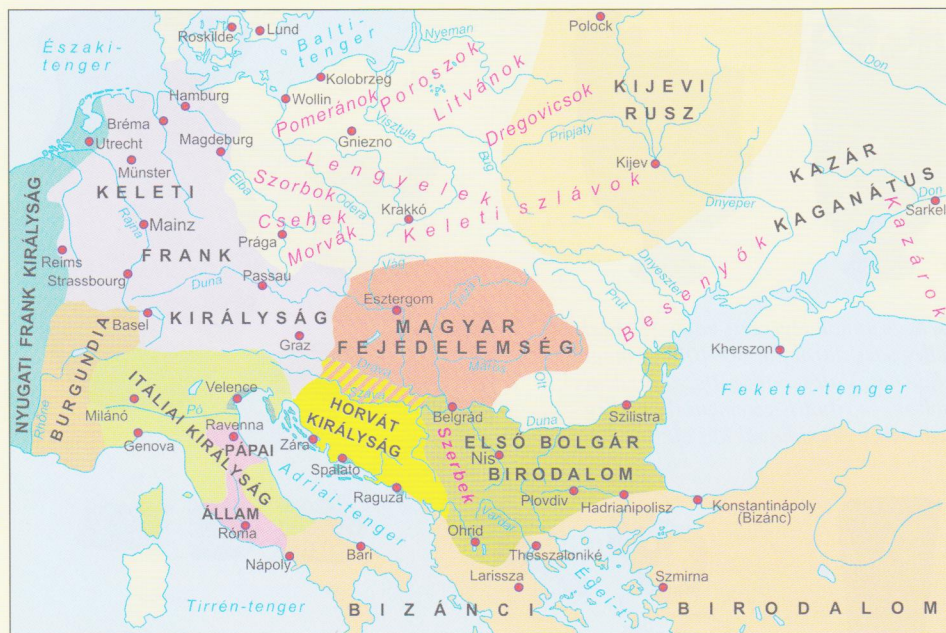 Északi-
tenger
Roskilde
Lund
Balti-
tenger
Nyeman
Polock
Don
Kolobrzeg
Wollin
Pomeránok
Poroszok
Litvánok
Dregovicsok
KIJEVI
RUSZ
Hamburg
Bréma
Utrecht
Magdeburg
Münster
Gniezno
Visztula
Bug
Pripjaty
Kijev
KELETI
Elba
Szorbok
Lengyelek
Odera
Csehek
Krakkó
Keleti szlávok
Dnyeper
KAZÁR
KAGANÁTUS
Don
Sarkel
Kazárok
NYUGATI FRANK KIRÁLYSÁG
Rajna
Mainz
Prága
Morvák
Reims
FRANK
Strassbourg
Duna
Passau
Vág
Dnyeszter
Prut
Besenyők
Basel
KIRÁLYSÁG
Graz
Esztergom
Tisza
MAGYAR
FEJEDELEMSÉG
Dráva
Száva
Maros
Olt
Kherszon
BURGUNDIA
Rhône
Milánó
ITÁLIAI KIRÁLYSÁG
Velence
Pó
Genova
Ravenna
PÁPAI
ÁLLAM
Róma
Zára
HORVÁT
KIRÁLYSÁG
Spalato
Raguza
Adriai-tenger
Belgrád
Szerbek
Duna
Szilisztra
Fekete-tenger
ELSŐ BOLGÁR
BIRODALOM
Nis
Plovdiv
Hadrianipolisz
Konstantinápoly
(Bizánc)
Vardar
Ohrid
Thesszaloniké
Nápoly
Bari
Larissza
Égei-t.
Szmirna
Tirrén-tenger
BIZÁNCI
BIRODALOM